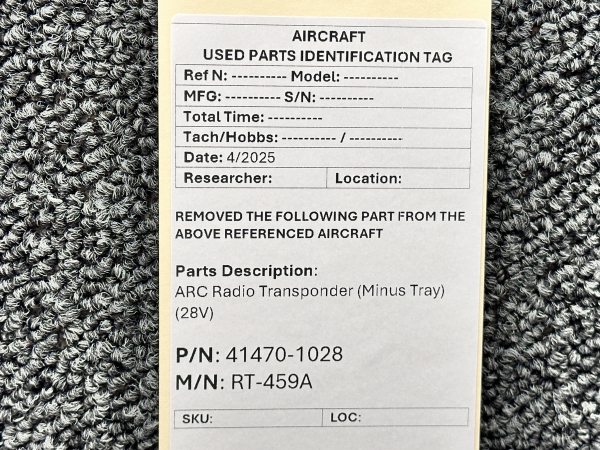 AIRCRAFT
USED PARTS IDENTIFICATION TAG
Ref N: ---------- Model: ----------
MFG: ---------- S/N: ----------
Total Time: ----------
Tach/Hobbs: ---------- / ----------
Date: 4/2025
Researcher: Location:
REMOVED THE FOLLOWING PART FROM THE
ABOVE REFERENCED AIRCRAFT
Parts Description:
ARC Radio Transponder (Minus Tray)
(28V)
P/N: 41470-1028
M/N: RT-459A
SKU: LOC: